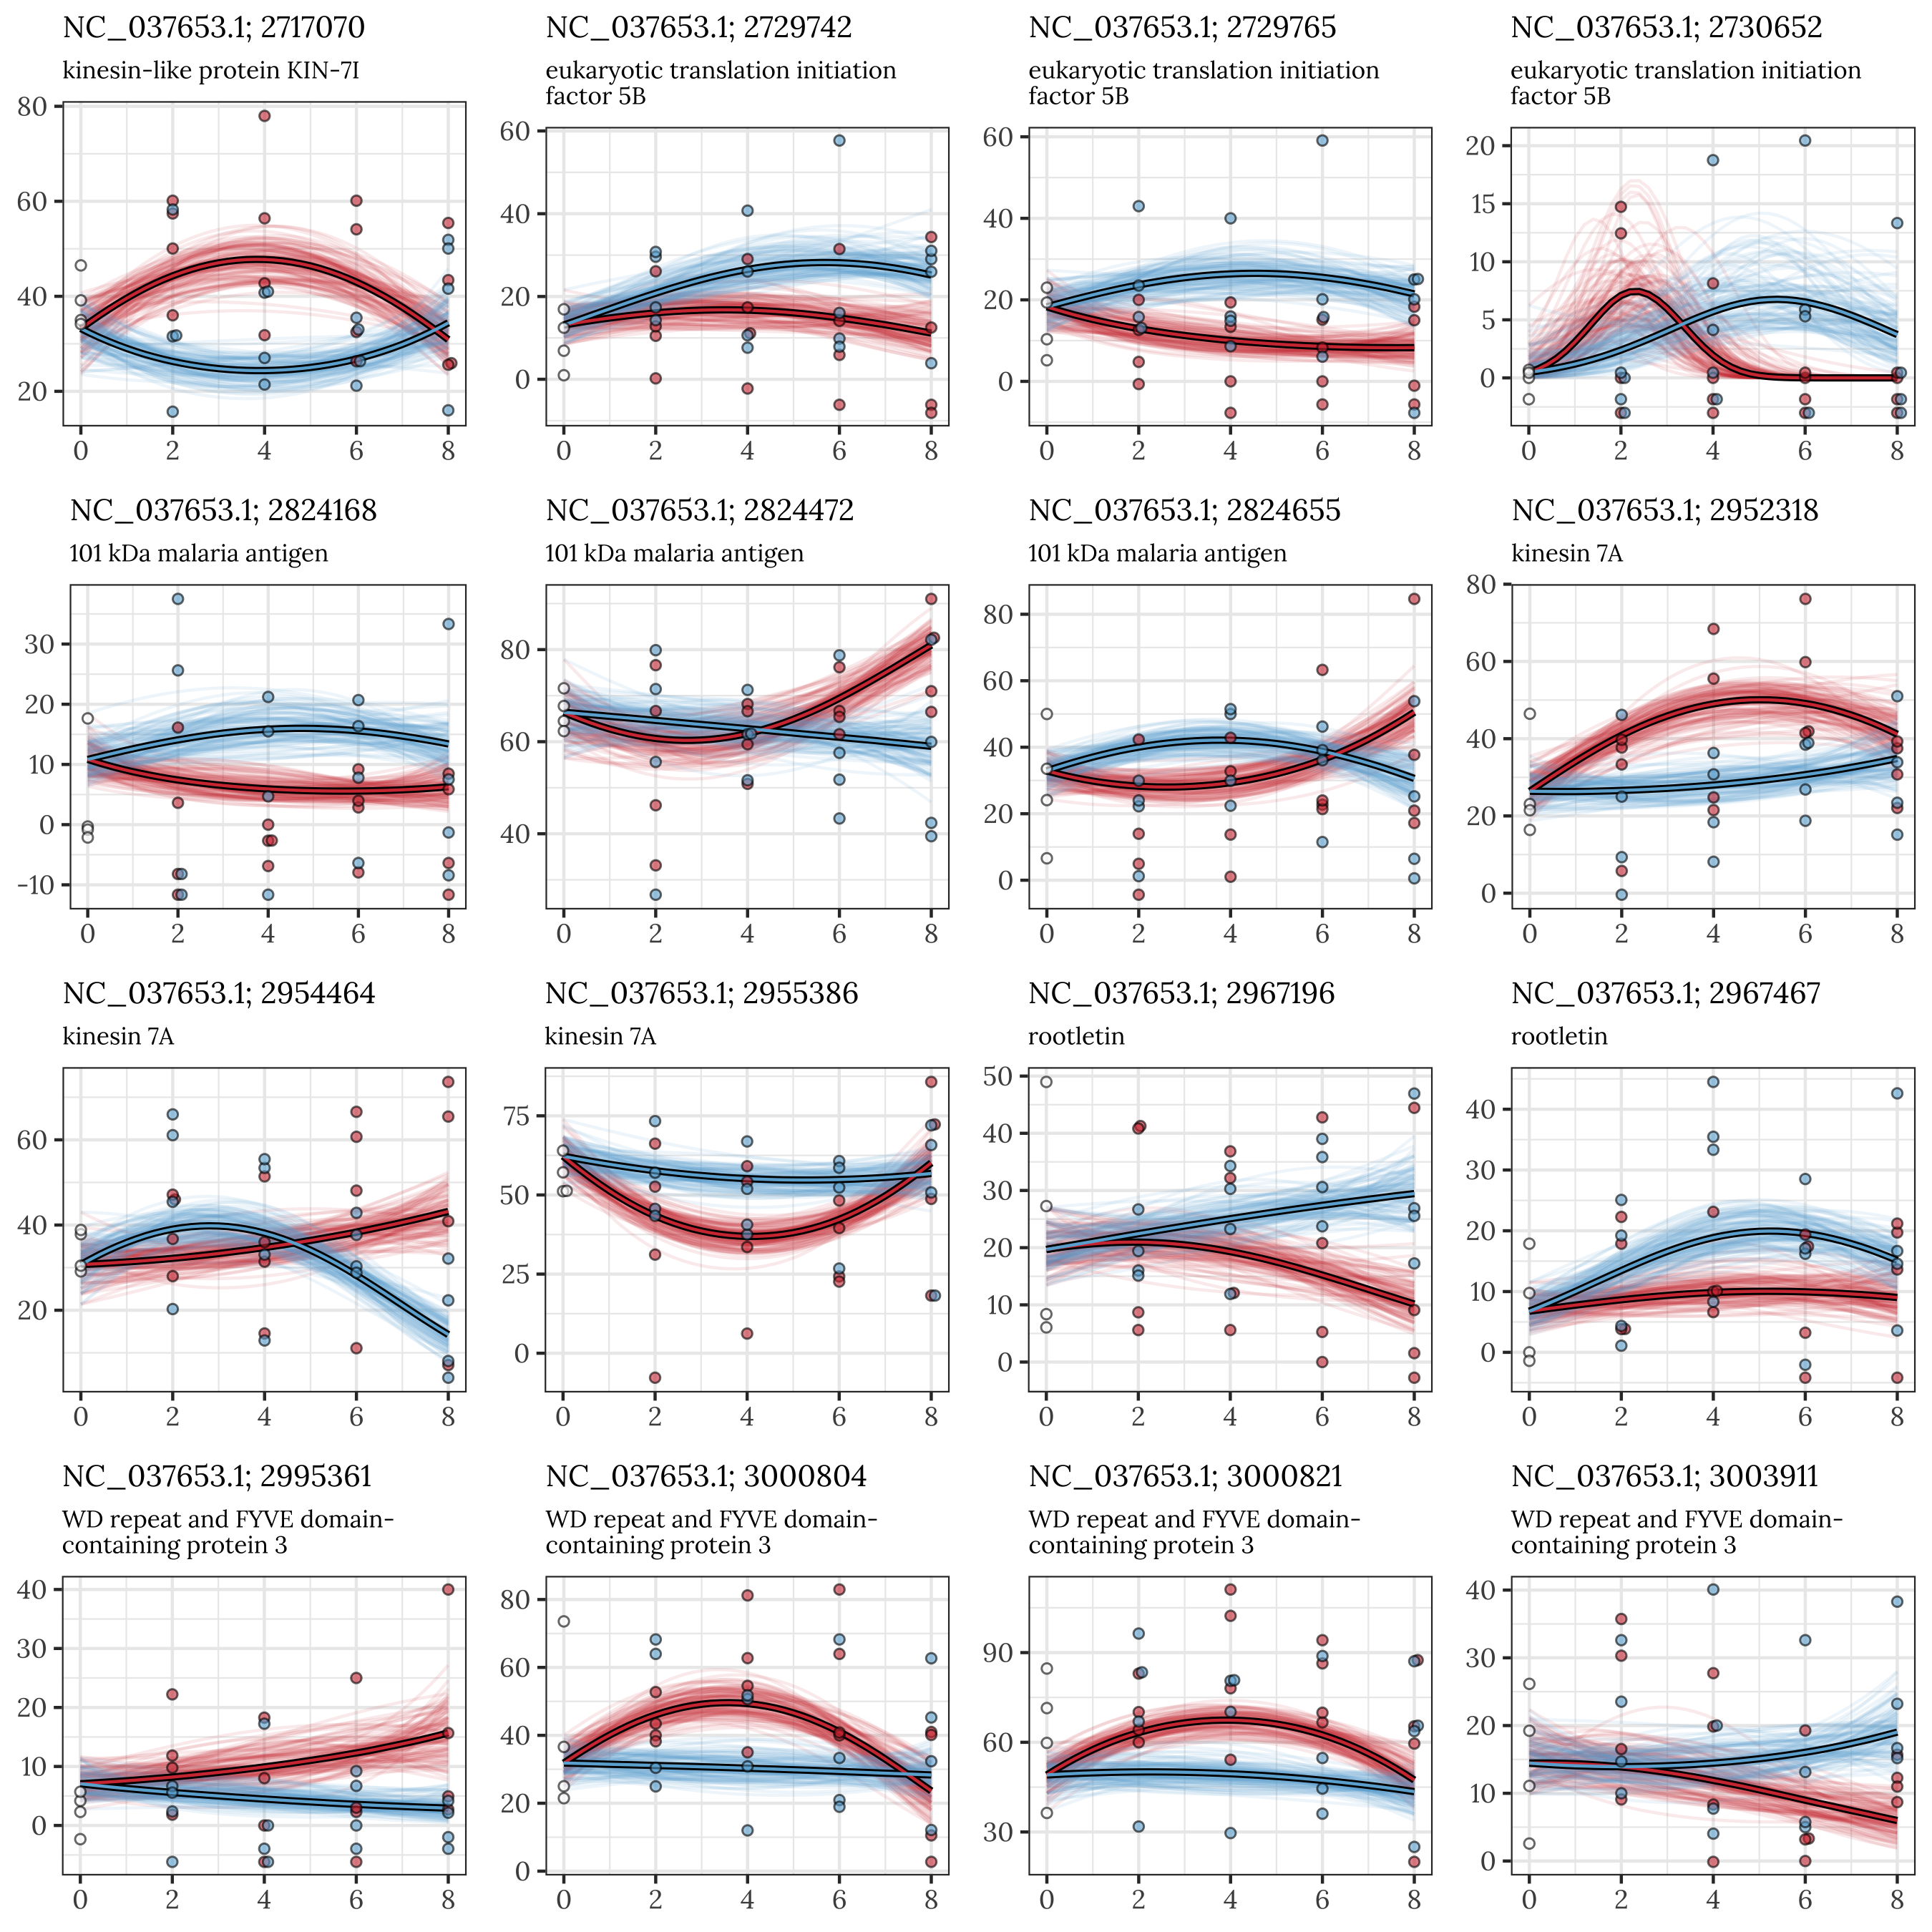 NC_037653.1; 2717070
kinesin-like protein KIN-7I
80
60
40
20
0 2 4 6 8
NC_037653.1; 2729742
eukaryotic translation initiation
factor 5B
60
40
20
0
0 2 4 6 8
NC_037653.1; 2729765
eukaryotic translation initiation
factor 5B
60
40
20
0
0 2 4 6 8
NC_037653.1; 2730652
eukaryotic translation initiation
factor 5B
20
15
10
5
0
0 2 4 6 8
NC_037653.1; 2824168
101 kDa malaria antigen
30
20
10
0
-10
0 2 4 6 8
NC_037653.1; 2824472
101 kDa malaria antigen
80
60
40
0 2 4 6 8
NC_037653.1; 2824655
101 kDa malaria antigen
80
60
40
20
0
0 2 4 6 8
NC_037653.1; 2952318
kinesin 7A
80
60
40
20
0
0 2 4 6 8
NC_037653.1; 2954464
kinesin 7A
60
40
20
0 2 4 6 8
NC_037653.1; 2955386
kinesin 7A
75
50
25
0
0 2 4 6 8
NC_037653.1; 2967196
rootletin
50
40
30
20
10
0
0 2 4 6 8
NC_037653.1; 2967467
rootletin
40
30
20
10
0
0 2 4 6 8
NC_037653.1; 2995361
WD repeat and FYVE domain-
containing protein 3
40
30
20
10
0
0 2 4 6 8
NC_037653.1; 3000804
WD repeat and FYVE domain-
containing protein 3
80
60
40
20
0
0 2 4 6 8
NC_037653.1; 3000821
WD repeat and FYVE domain-
containing protein 3
90
60
30
0 2 4 6 8
NC_037653.1; 3003911
WD repeat and FYVE domain-
containing protein 3
40
30
20
10
0
0 2 4 6 8